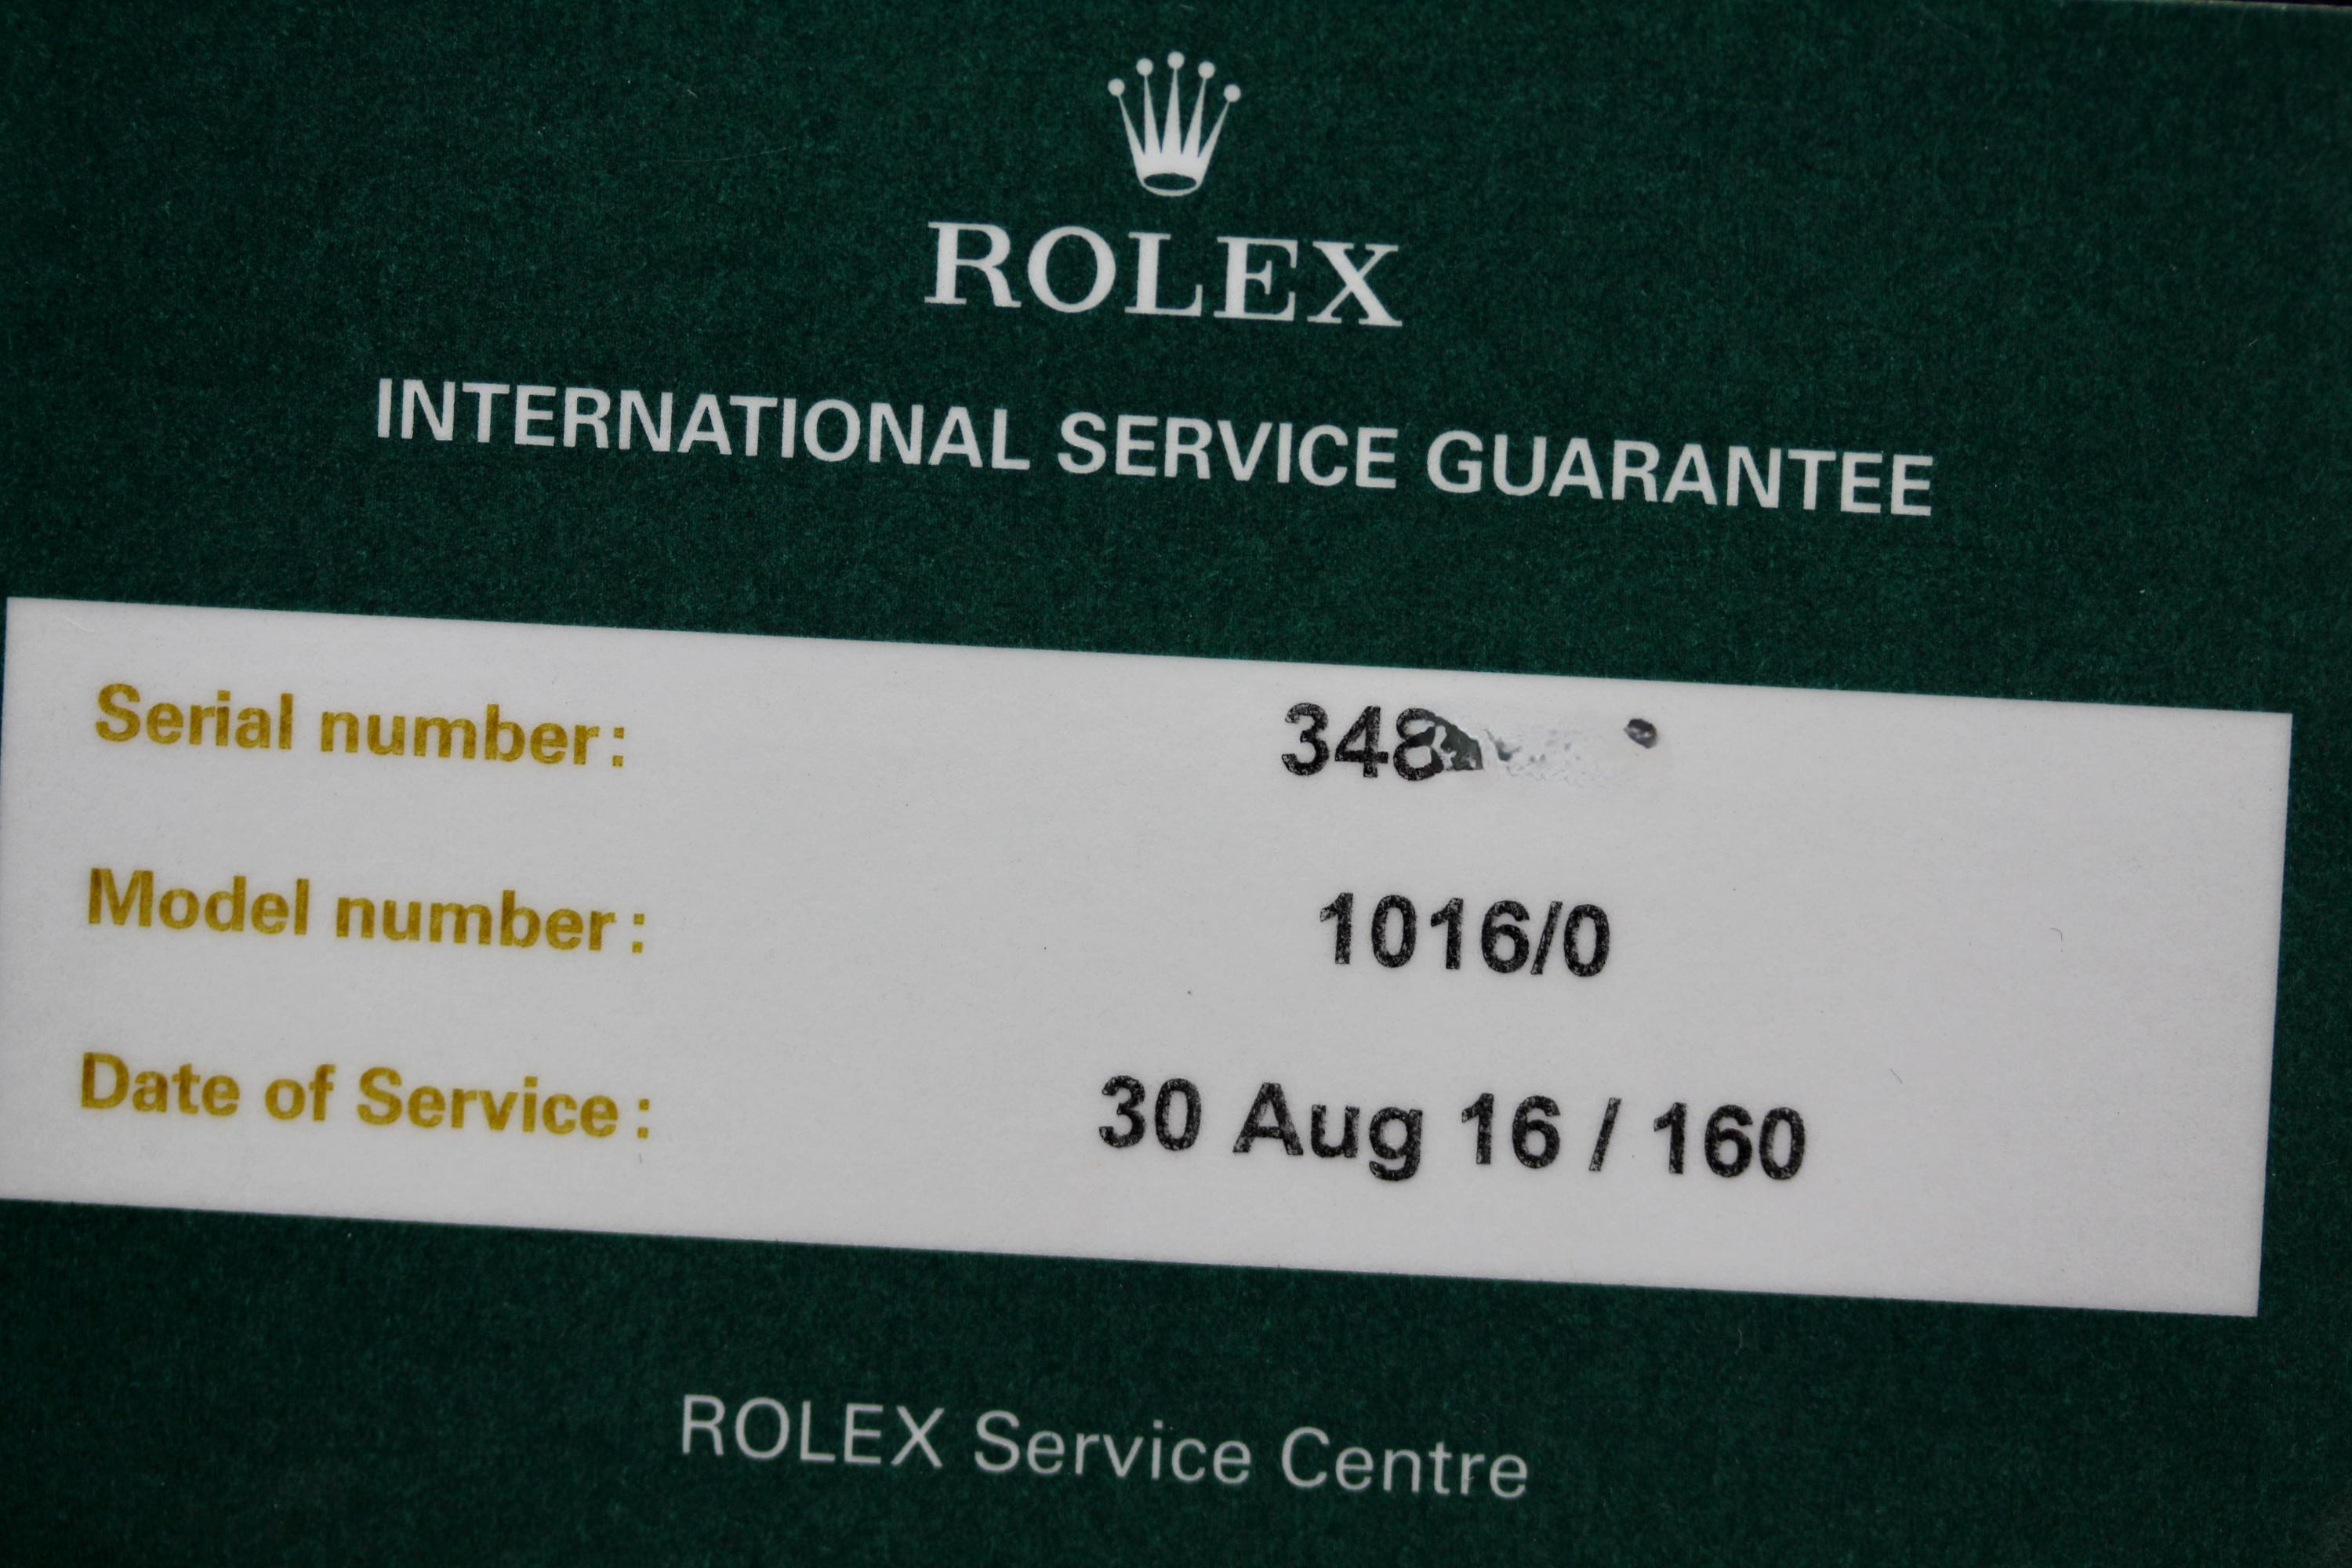 ROLEX
INTERNATIONAL SERVICE GUARANTEE
Serial number: 348
Model number: 1016/0
Date of Service: 30 Aug 16 / 160
ROLEX Service Centre